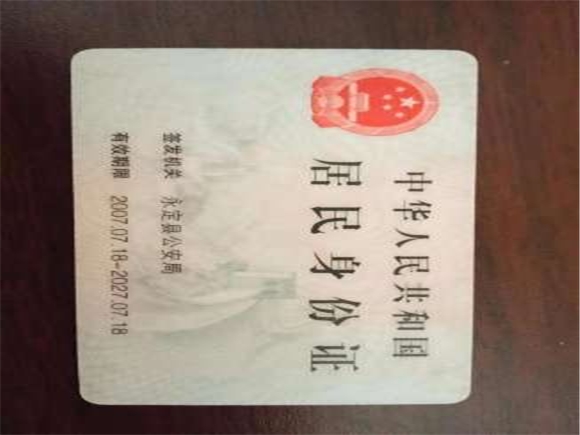 中华人民共和国
居民身份证
签发机关 永定县公安局
有效期限 2007.07.18-2027.07.18